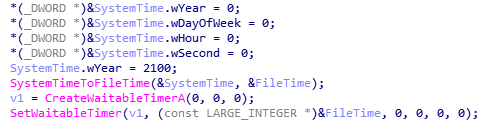 *(_DWORD *)&SystemTime.wYear = 0;
*(_DWORD *)&SystemTime.wDayOfWeek = 0;
*(_DWORD *)&SystemTime.wHour = 0;
*(_DWORD *)&SystemTime.wSecond = 0;
SystemTime.wYear = 2100;
SystemTimeToFileTime(&SystemTime, &FileTime);
v1 = CreateWaitableTimerA(0, 0, 0);
SetWaitableTimer(v1, (const LARGE_INTEGER *)&FileTime, 0, 0, 0, 0);